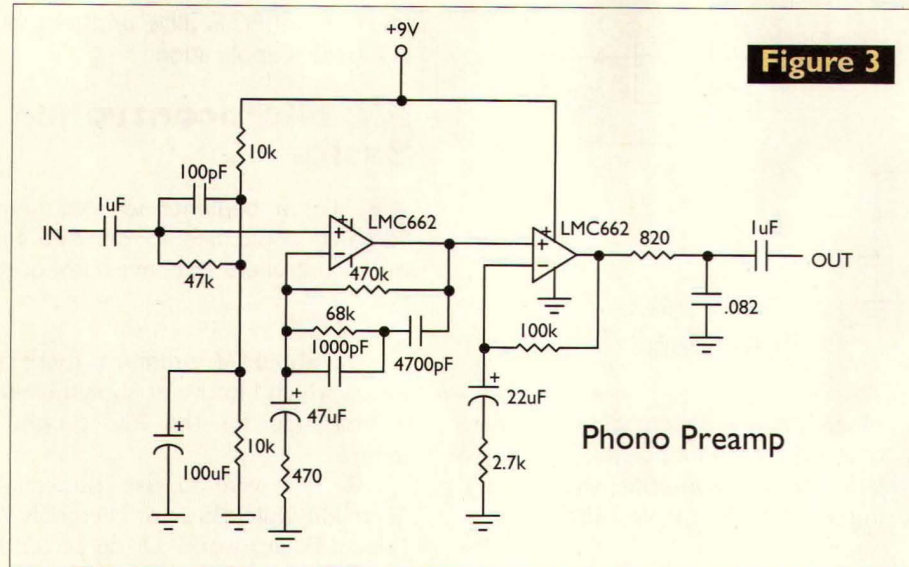 +9V
Figure 3
10k
100pF
1uF
LMC662
LMC662
IN
+
+
820
1uF
OUT
47k
470k
.082
68k
100k
1000pF
4700pF
+
47uF
+
22uF
Phono Preamp
+
10k
100uF
470
2.7k